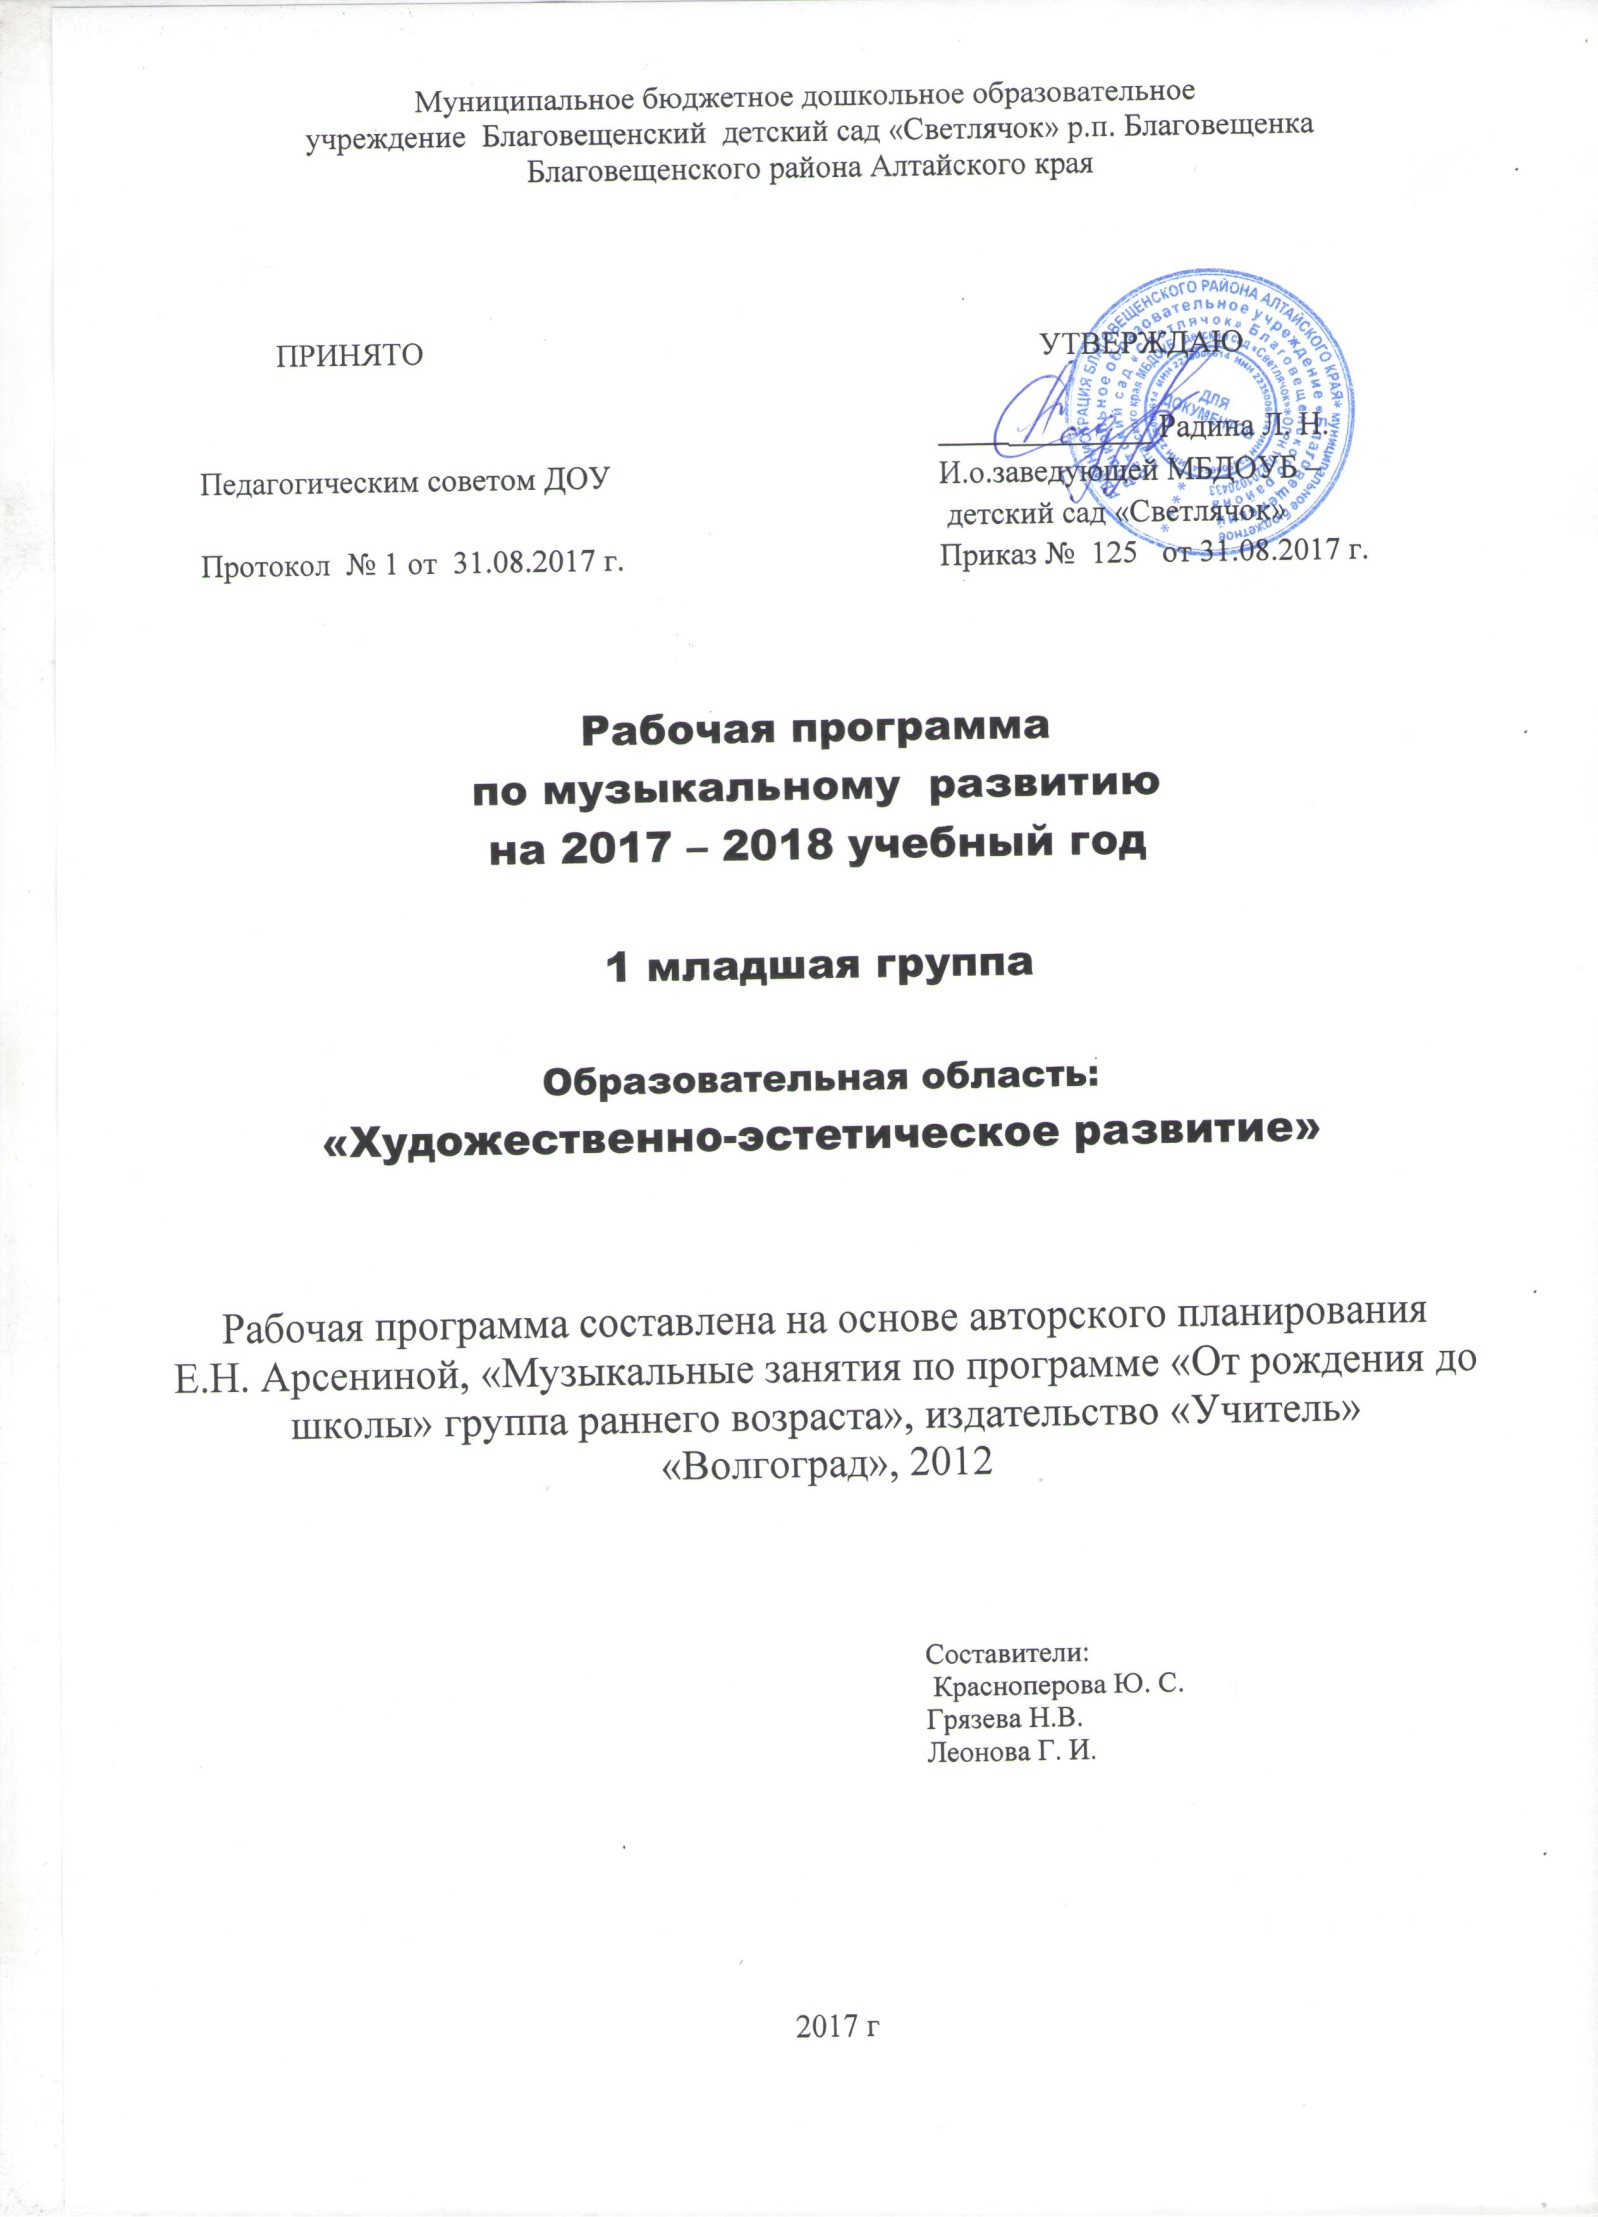 Муниципальное бюджетное дошкольное образовательное
учреждение Благовещенский детский сад «Светлячок» р.п. Благовещенка
Благовещенского района Алтайского края
ПРИНЯТО
Педагогическим советом ДОУ
Протокол № 1 от 31.08.2017 г.
УТВЕРЖДАЮ
_____________Радина Л. Н.
И.о.заведующей МБДОУБ
детский сад «Светлячок»
Приказ № 125 от 31.08.2017 г.
ДЛЯ
ДОКУМЕНТОВ
Рабочая программа
по музыкальному развитию
на 2017 – 2018 учебный год
1 младшая группа
Образовательная область:
«Художественно-эстетическое развитие»
Рабочая программа составлена на основе авторского планирования
Е.Н. Арсениной, «Музыкальные занятия по программе «От рождения до
школы» группа раннего возраста», издательство «Учитель»
«Волгоград», 2012
Составители:
Красноперова Ю. С.
Грязева Н.В.
Леонова Г. И.
2017 г